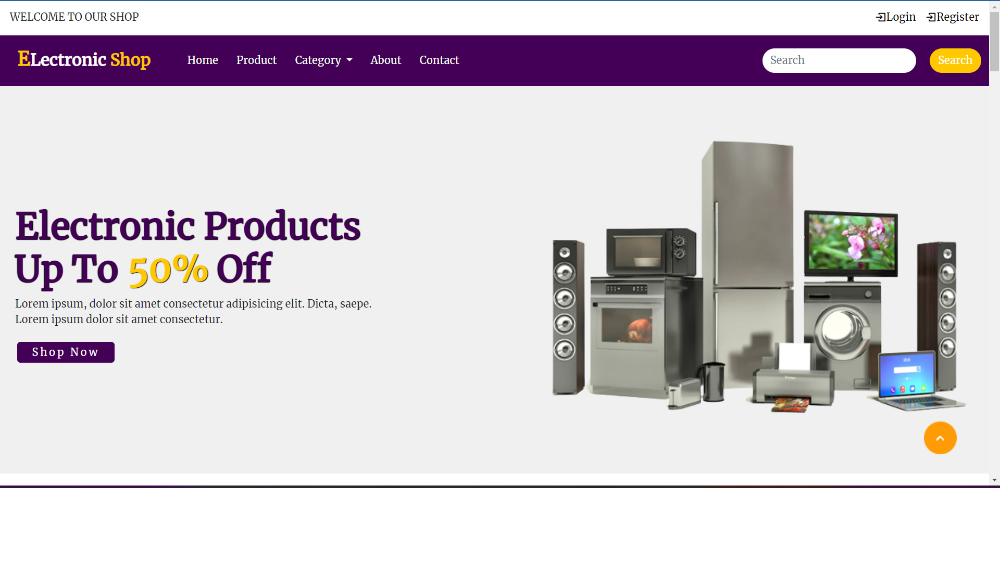 WELCOME TO OUR SHOP
Login Register
ELectronic Shop
Home Product Category About Contact
Search
Search
Electronic Products
Up To 50% Off
Lorem ipsum, dolor sit amet consectetur adipisicing elit. Dicta, saepe.
Lorem ipsum dolor sit amet consectetur.
Shop Now
Printer